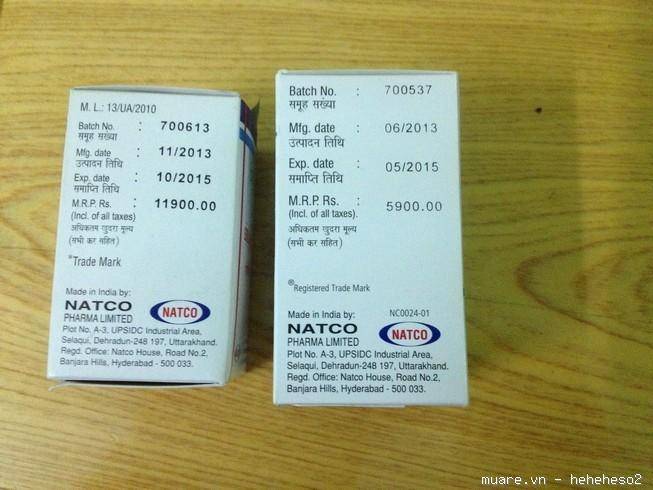 M. L.: 13/UA/2010
Batch No. : 700613
समूह सख्या
Mfg. date : 11/2013
उत्पादन तिथि
Exp. date : 10/2015
समाप्ति तिथि
M.R.P. Rs. : 11900.00
(Incl. of all taxes)
अधिकतम खुदरा मूल्य
(सभी कर सहित)
*Trade Mark
Made in India by:
NATCO
PHARMA LIMITED
NATCO
Plot No. A-3, UPSIDC Industrial Area,
Selaqui, Dehradun-248 197, Uttarakhand.
Regd. Office: Natco House, Road No.2,
Banjara Hills, Hyderabad - 500 033.
Batch No. : 700537
समूह सख्या
Mfg. date : 06/2013
उत्पादन तिथि
Exp. date : 05/2015
समाप्ति तिथि
M.R.P. Rs. : 5900.00
(Incl. of all taxes).
अधिकतम खुदरा मूल्य
(सभी कर सहित)
®Registered Trade Mark
Made in India by: NC0024-01
NATCO
PHARMA LIMITED
NATCO
Plot No. A-3, UPSIDC Industrial Area,
Selaqui, Dehradun-248 197, Uttarakhand.
Regd. Office: Natco House, Road No.2,
Banjara Hills, Hyderabad - 500 033.
muare.vn - heheheso2